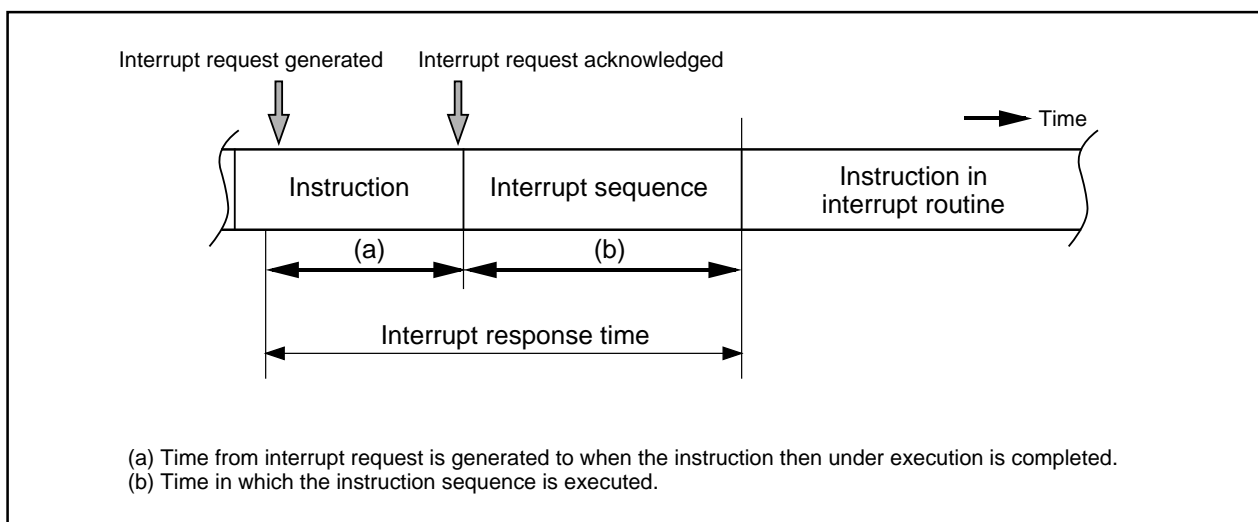 Interrupt request generated
Interrupt request acknowledged
Time
Instruction
Interrupt sequence
Instruction in
interrupt routine
(a)
(b)
Interrupt response time
(a) Time from interrupt request is generated to when the instruction then under execution is completed.
(b) Time in which the instruction sequence is executed.